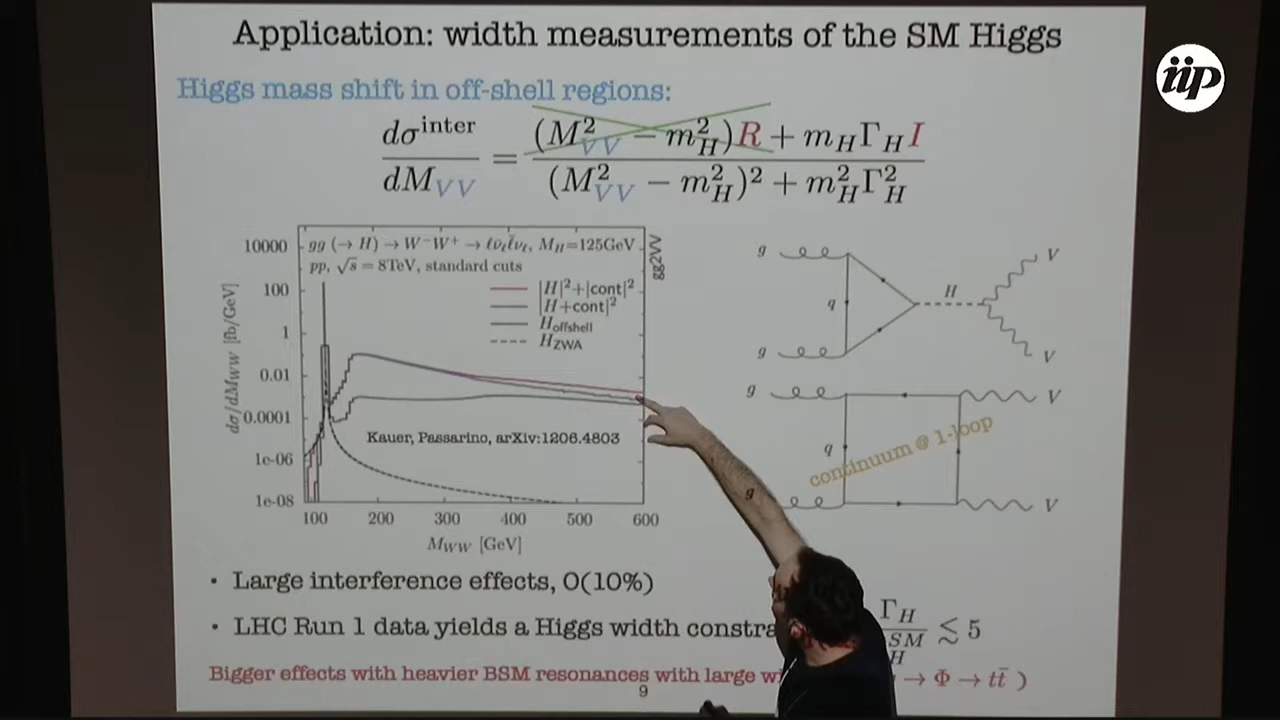 Application: width measurements of the SM Higgs
iip
Higgs mass shift in off-shell regions:
dσ^inter / dM_VV = ((M²_VV − m²_H)R + m_H Γ_H I) / ((M²_VV − m²_H)² + m²_H Γ²_H)
gg (→ H) → W⁻W⁺ → ℓν̄_ℓ ℓ̄ν_ℓ, M_H=125GeV
pp, √s = 8TeV, standard cuts
gg2VV
|H|²+|cont|²
|H+cont|²
H_offshell
H_ZWA
dσ/dM_WW [fb/GeV]
10000
100
1
0.01
0.0001
1e-06
1e-08
Kauer, Passarino, arXiv:1206.4803
100 200 300 400 500 600
M_WW [GeV]
g
q
H
V
g
V
g
V
q
continuum @ 1-loop
g
V
• Large interference effects, O(10%)
• LHC Run 1 data yields a Higgs width constra Γ_H / SM H ≲ 5
Bigger effects with heavier BSM resonances with large w → Φ → tt̄ )
9